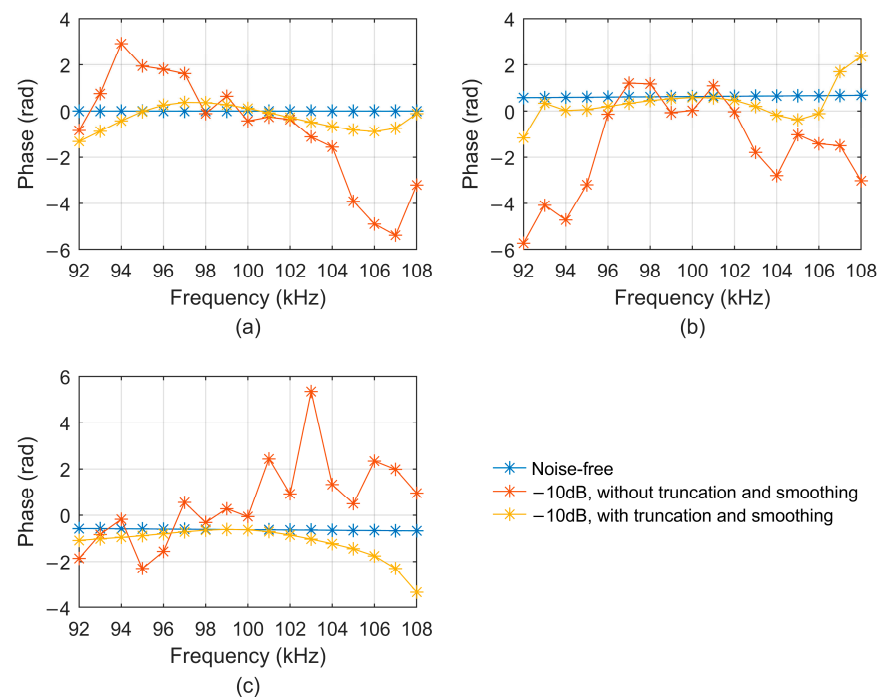 4
2
0
−2
−4
−6
Phase (rad)
92 94 96 98 100 102 104 106 108
Frequency (kHz)
(a)
4
2
0
−2
−4
−6
Phase (rad)
92 94 96 98 100 102 104 106 108
Frequency (kHz)
(b)
6
4
2
0
−2
−4
Phase (rad)
92 94 96 98 100 102 104 106 108
Frequency (kHz)
(c)
Noise-free
−10dB, without truncation and smoothing
−10dB, with truncation and smoothing